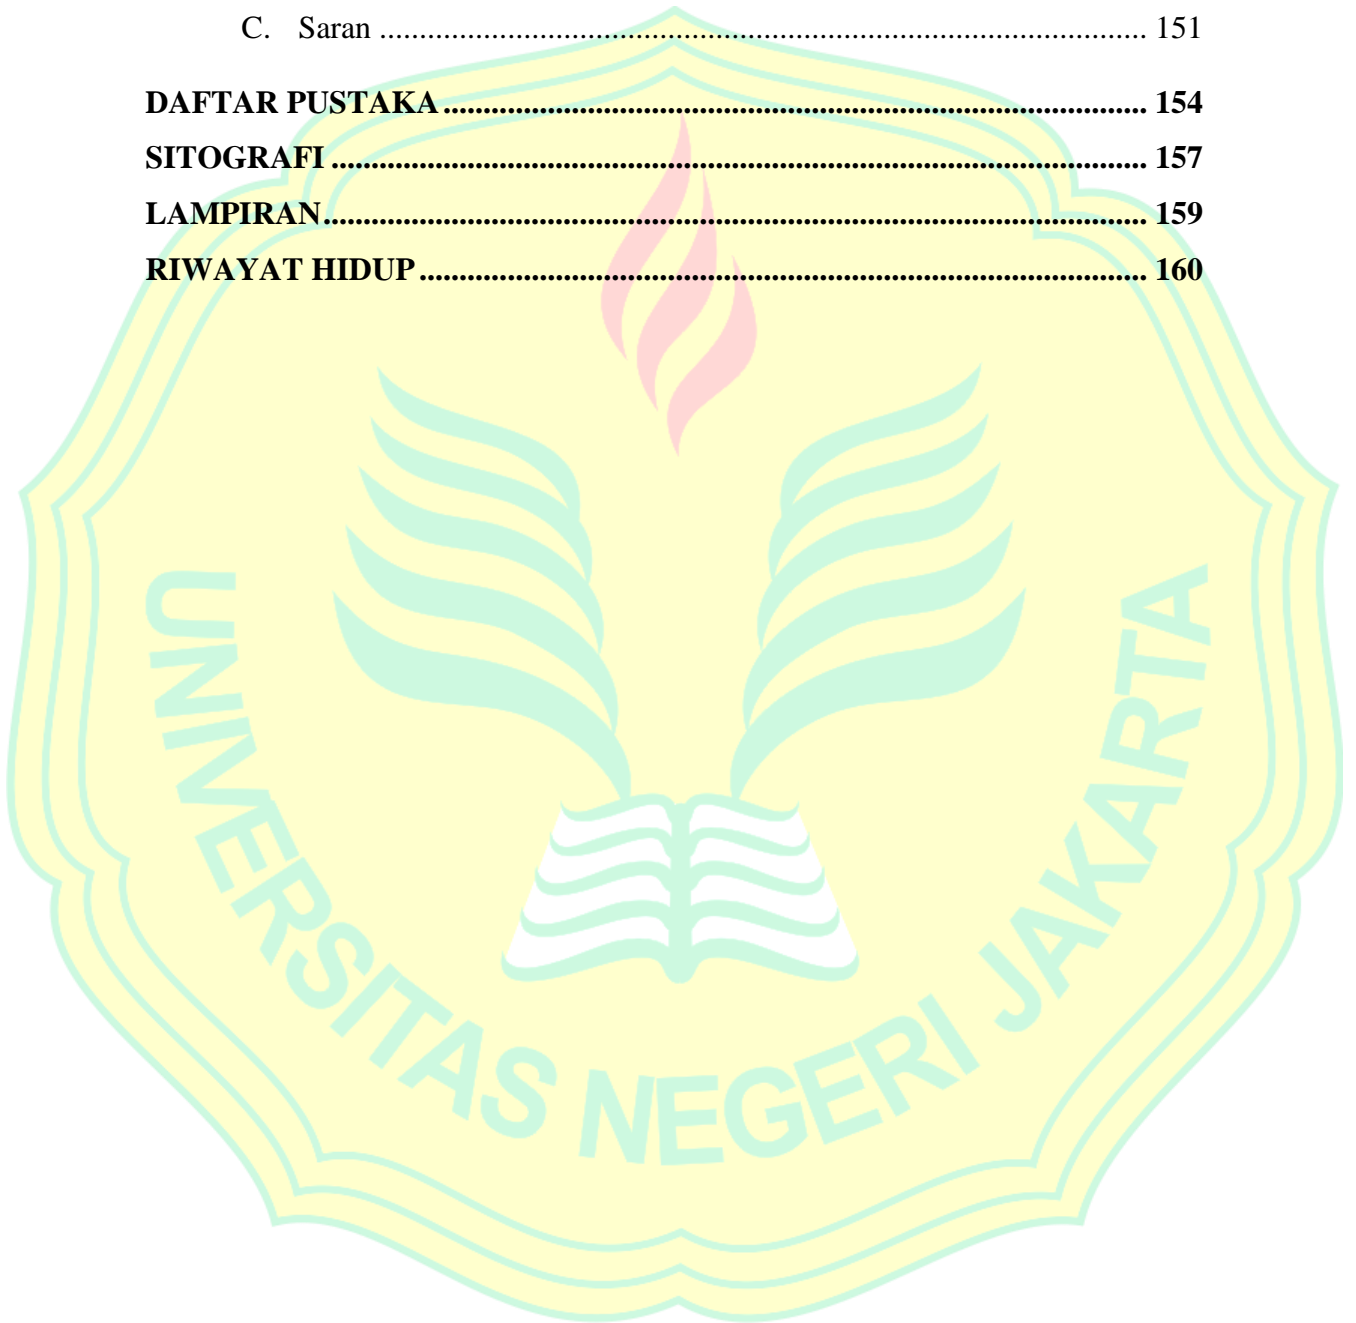 C. Saran ................................................................................................ 151
DAFTAR PUSTAKA ........................................................................................ 154
SITOGRAFI ...................................................................................................... 157
LAMPIRAN....................................................................................................... 159
RIWAYAT HIDUP ........................................................................................... 160
UNIVERSITAS NEGERI JAKARTA